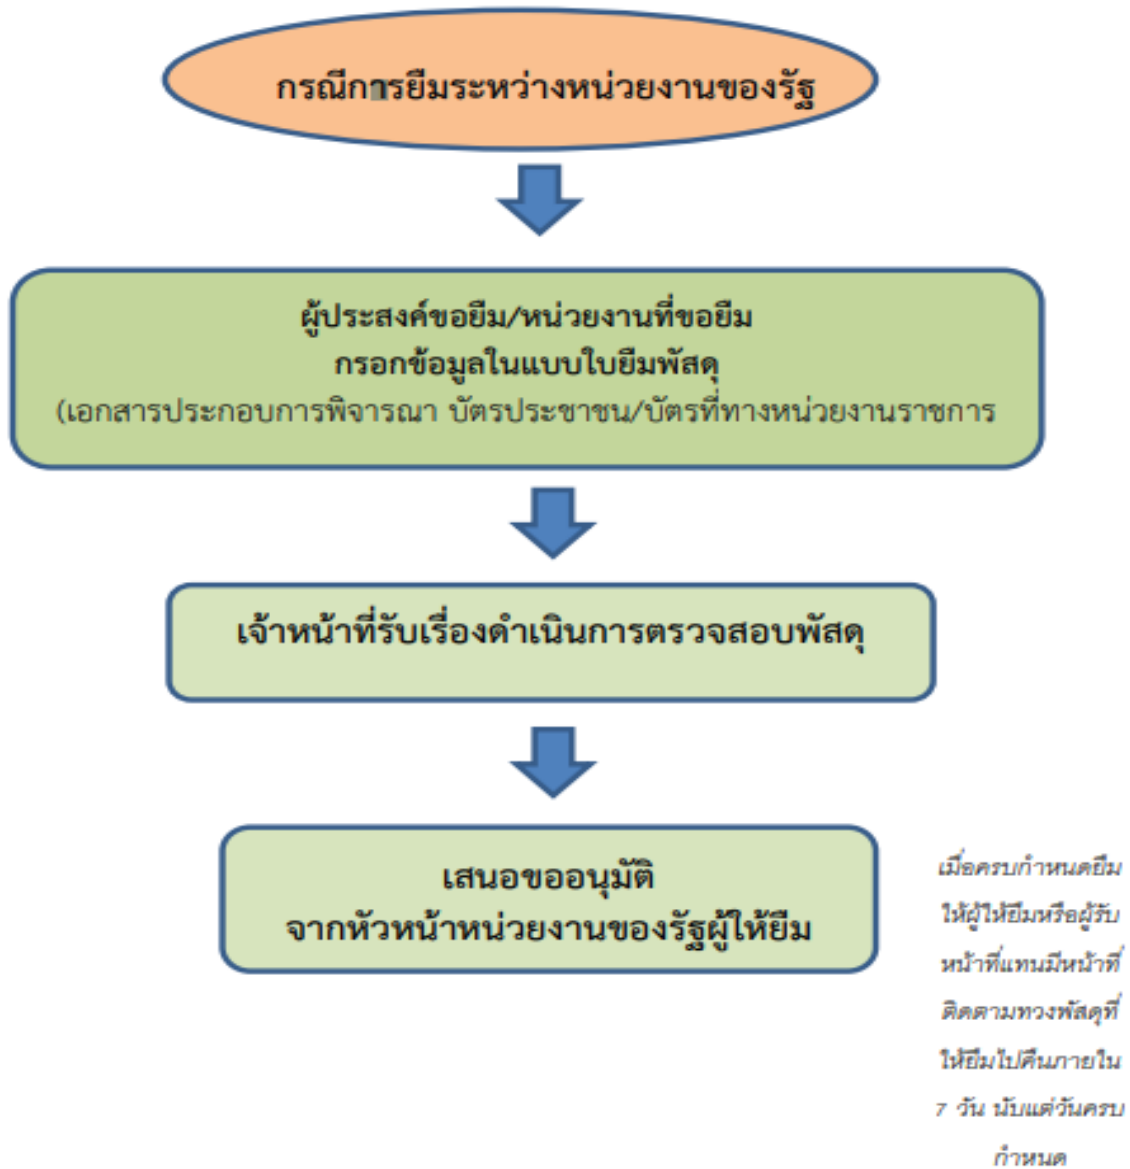 กรณีการยืมระหว่างหน่วยงานของรัฐ
ผู้ประสงค์ขอยืม/หน่วยงานที่ขอยืม
กรอกข้อมูลในแบบใบยืมพัสดุ
(เอกสารประกอบการพิจารณา บัตรประชาชน/บัตรที่ทางหน่วยงานราชการ
เจ้าหน้าที่รับเรื่องดำเนินการตรวจสอบพัสดุ
เสนอขออนุมัติ
จากหัวหน้าหน่วยงานของรัฐผู้ให้ยืม
เมื่อครบกำหนดยืม
ให้ผู้ให้ยืมหรือผู้รับ
หน้าที่แทนมีหน้าที่
ติดตามทวงพัสดุที่
ให้ยืมไปคืนภายใน
7 วัน นับแต่วันครบ
กำหนด